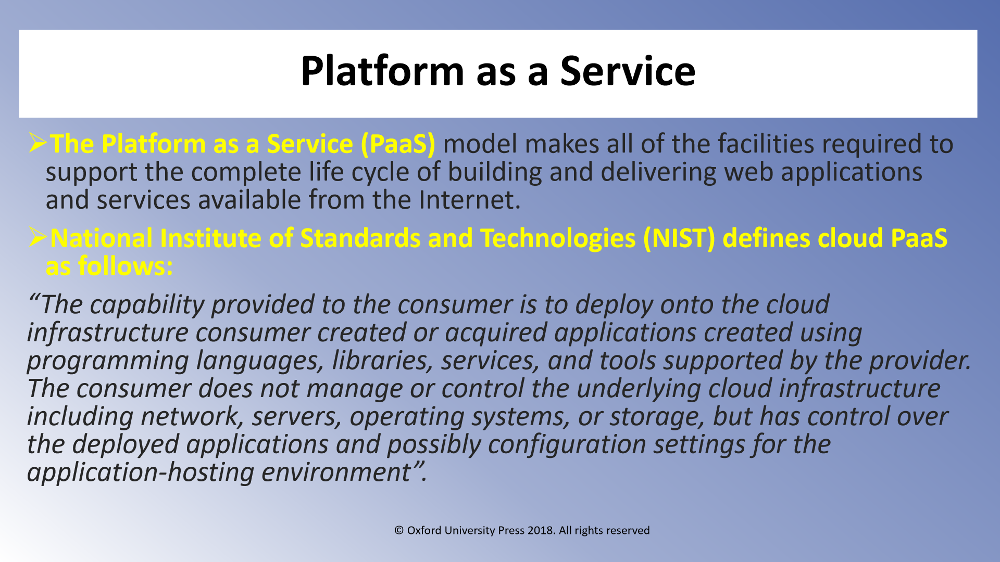 Platform as a Service
➢The Platform as a Service (PaaS) model makes all of the facilities required to
support the complete life cycle of building and delivering web applications
and services available from the Internet.
➢National Institute of Standards and Technologies (NIST) defines cloud PaaS
as follows:
“The capability provided to the consumer is to deploy onto the cloud
infrastructure consumer created or acquired applications created using
programming languages, libraries, services, and tools supported by the provider.
The consumer does not manage or control the underlying cloud infrastructure
including network, servers, operating systems, or storage, but has control over
the deployed applications and possibly configuration settings for the
application-hosting environment”.
© Oxford University Press 2018. All rights reserved